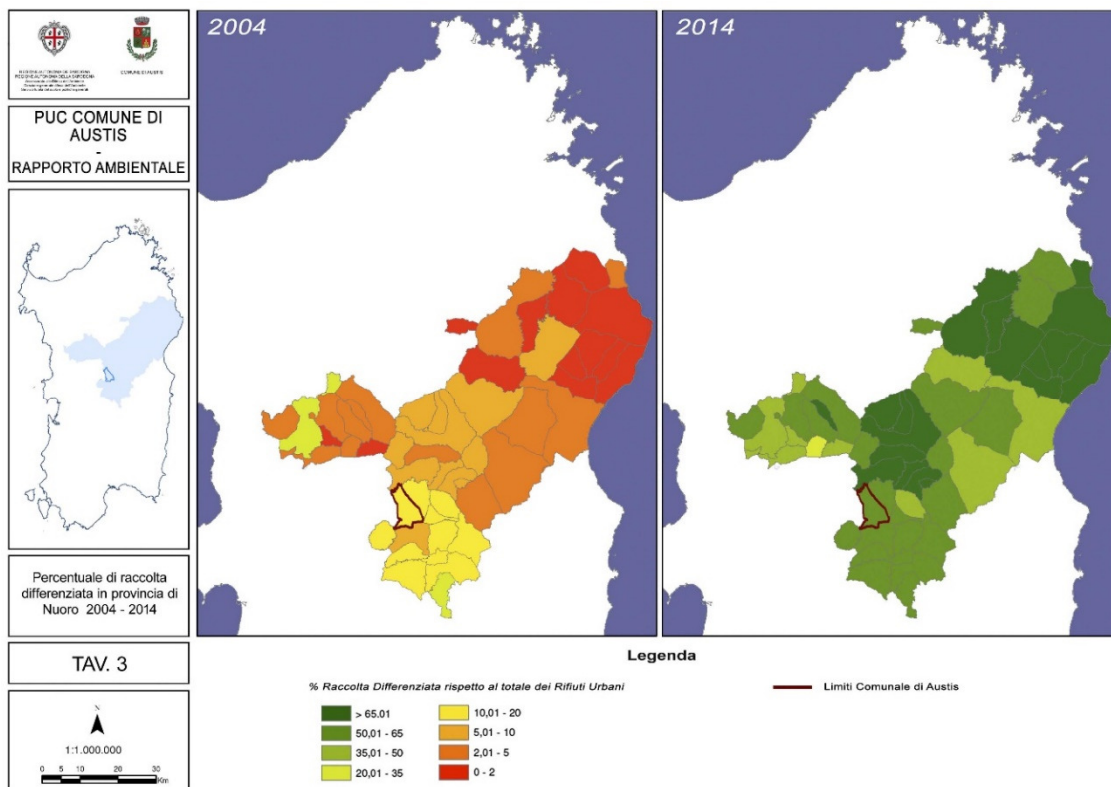 COMUNE DI AUSTIS
PUC COMUNE DI
AUSTIS
-
RAPPORTO AMBIENTALE
Percentuale di raccolta
differenziata in provincia di
Nuoro 2004 - 2014
TAV. 3
N
1:1.000.000
0 5 10 20 30
Km
2004
2014
Legenda
% Raccolta Differenziata rispetto al totale dei Rifiuti Urbani
> 65.01
50,01 - 65
35,01 - 50
20,01 - 35
10,01 - 20
5,01 - 10
2,01 - 5
0 - 2
Limiti Comunale di Austis